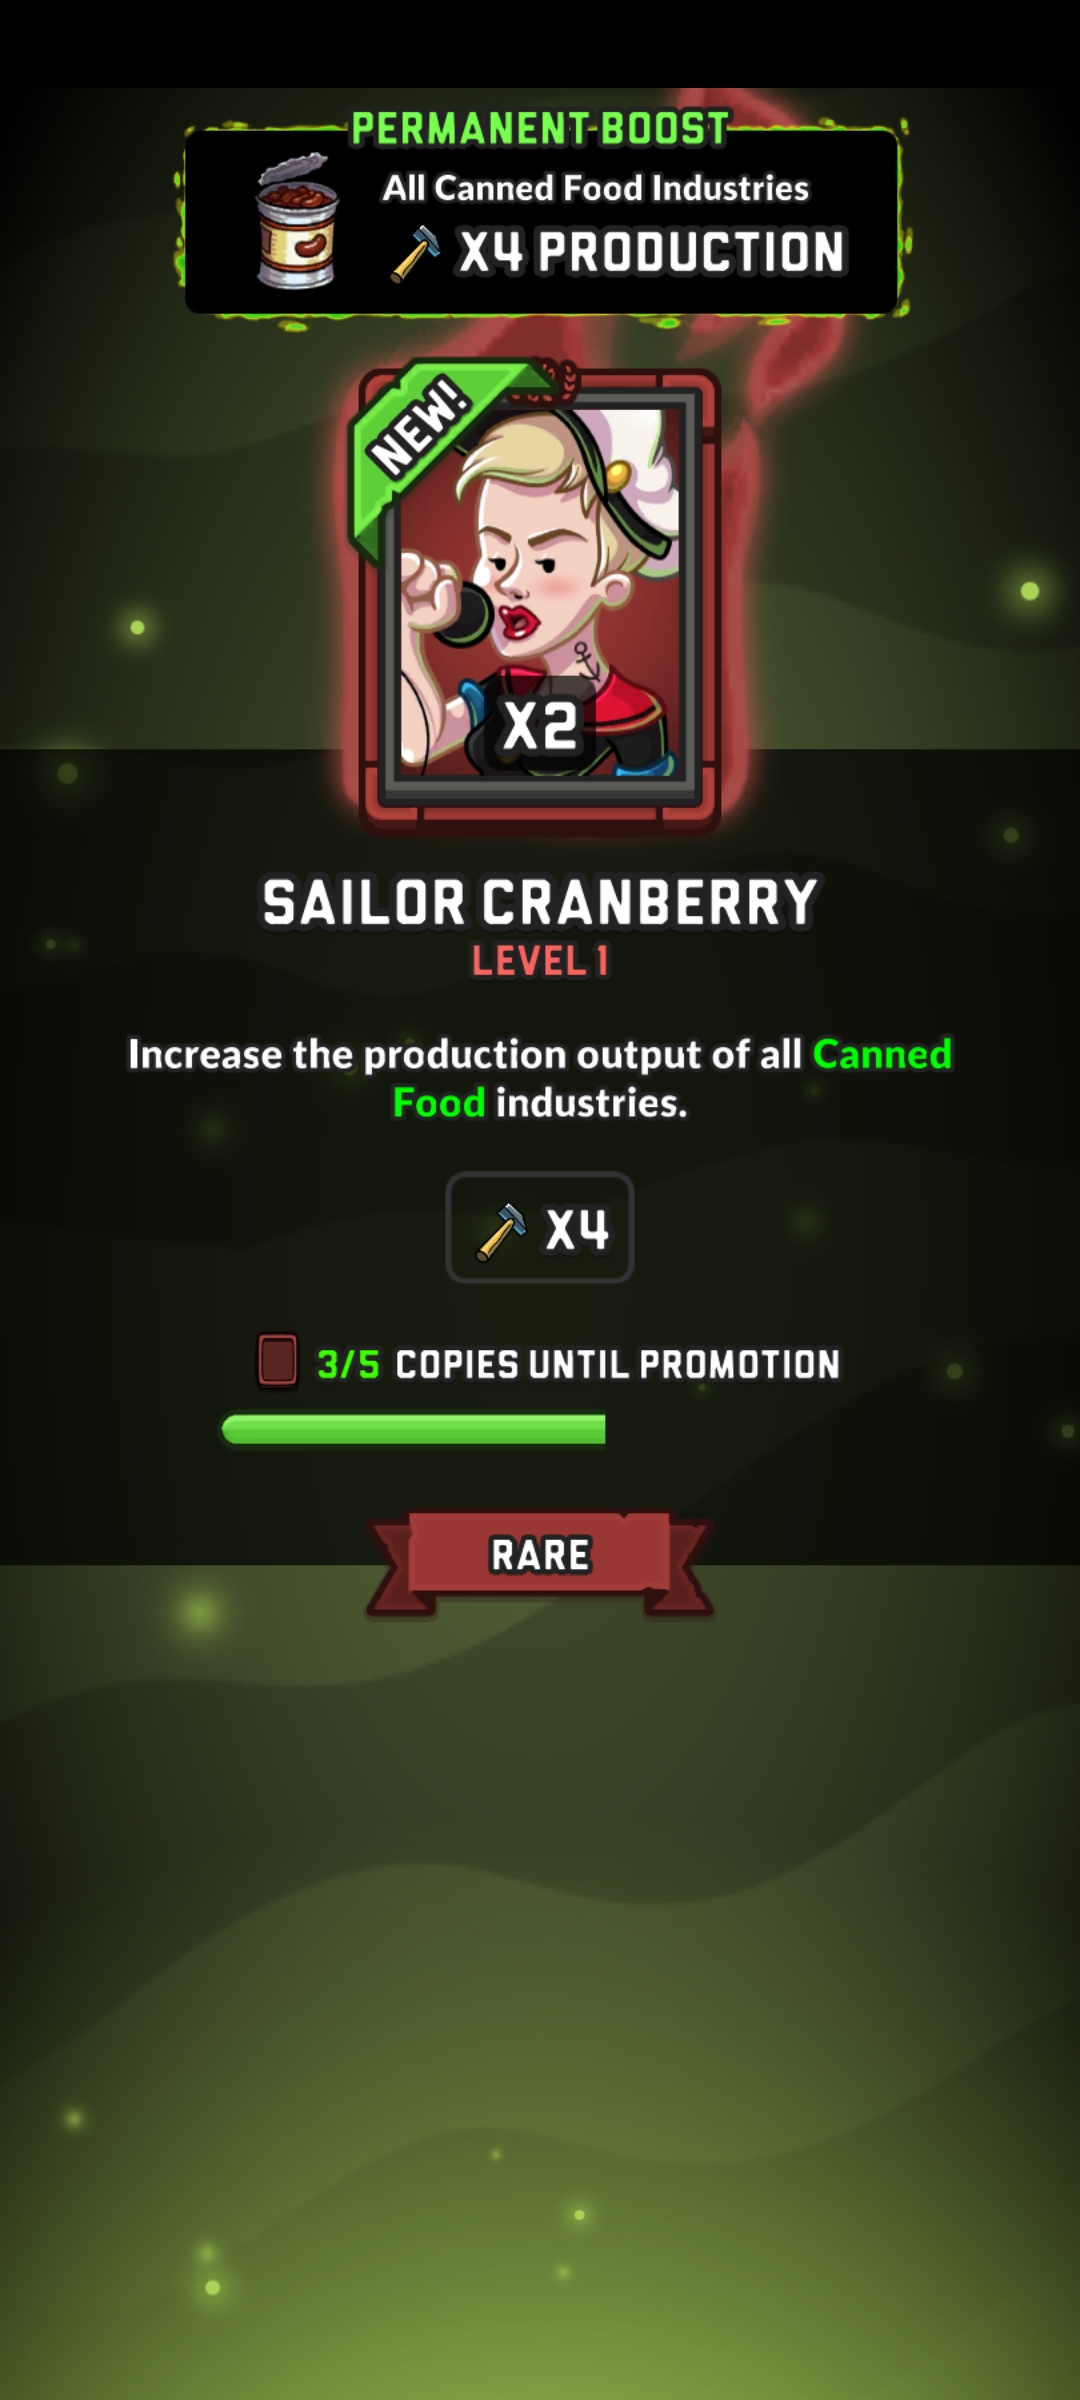 PERMANENT BOOST
All Canned Food Industries
X4 PRODUCTION
NEW!
X2
SAILOR CRANBERRY
LEVEL 1
Increase the production output of all Canned
Food industries.
X4
3/5 COPIES UNTIL PROMOTION
RARE